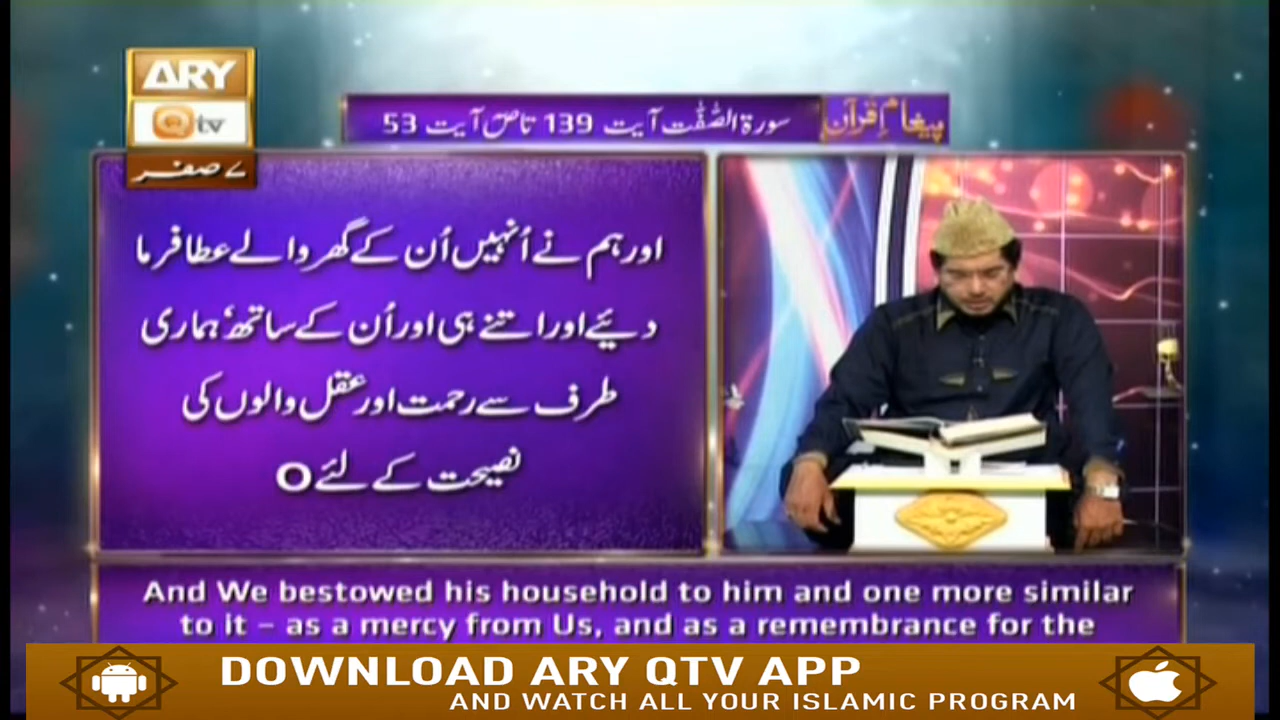 ARY
Qtv
۷ صفر
پیغامِ قرآن
سورۃ الصّٰفّٰت آیت 139 تا صٓ آیت 53
اور ہم نے اُنہیں اُن کے گھر والے عطا فرما
دئیے اور اتنے ہی اور اُن کے ساتھ، ہماری
طرف سے رحمت اور عقل والوں کی
نصیحت کے لئے O
And We bestowed his household to him and one more similar
to it – as a mercy from Us, and as a remembrance for the
DOWNLOAD ARY QTV APP
AND WATCH ALL YOUR ISLAMIC PROGRAM